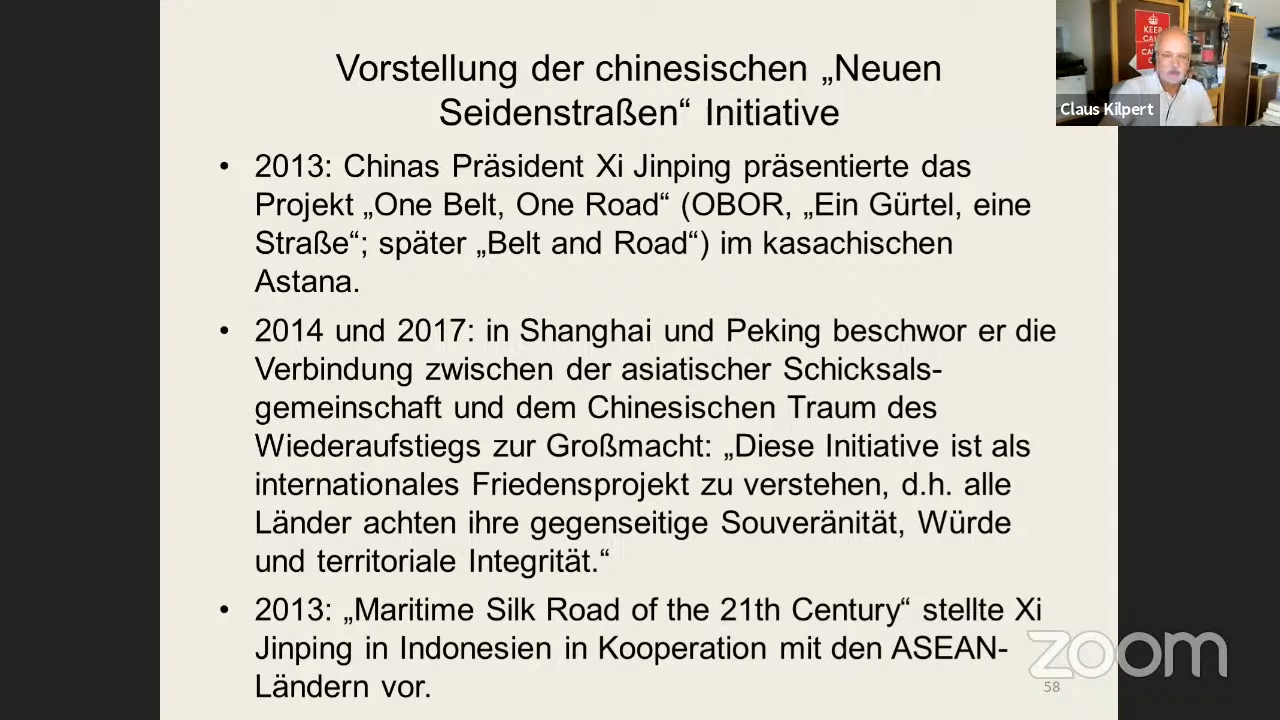 Vorstellung der chinesischen „Neuen
Seidenstraßen“ Initiative
• 2013: Chinas Präsident Xi Jinping präsentierte das
Projekt „One Belt, One Road“ (OBOR, „Ein Gürtel, eine
Straße“; später „Belt and Road“) im kasachischen
Astana.
• 2014 und 2017: in Shanghai und Peking beschwor er die
Verbindung zwischen der asiatischer Schicksals-
gemeinschaft und dem Chinesischen Traum des
Wiederaufstiegs zur Großmacht: „Diese Initiative ist als
internationales Friedensprojekt zu verstehen, d.h. alle
Länder achten ihre gegenseitige Souveränität, Würde
und territoriale Integrität.“
• 2013: „Maritime Silk Road of the 21th Century“ stellte Xi
Jinping in Indonesien in Kooperation mit den ASEAN-
Ländern vor.
58
zoom
KEEP
Claus Kilpert